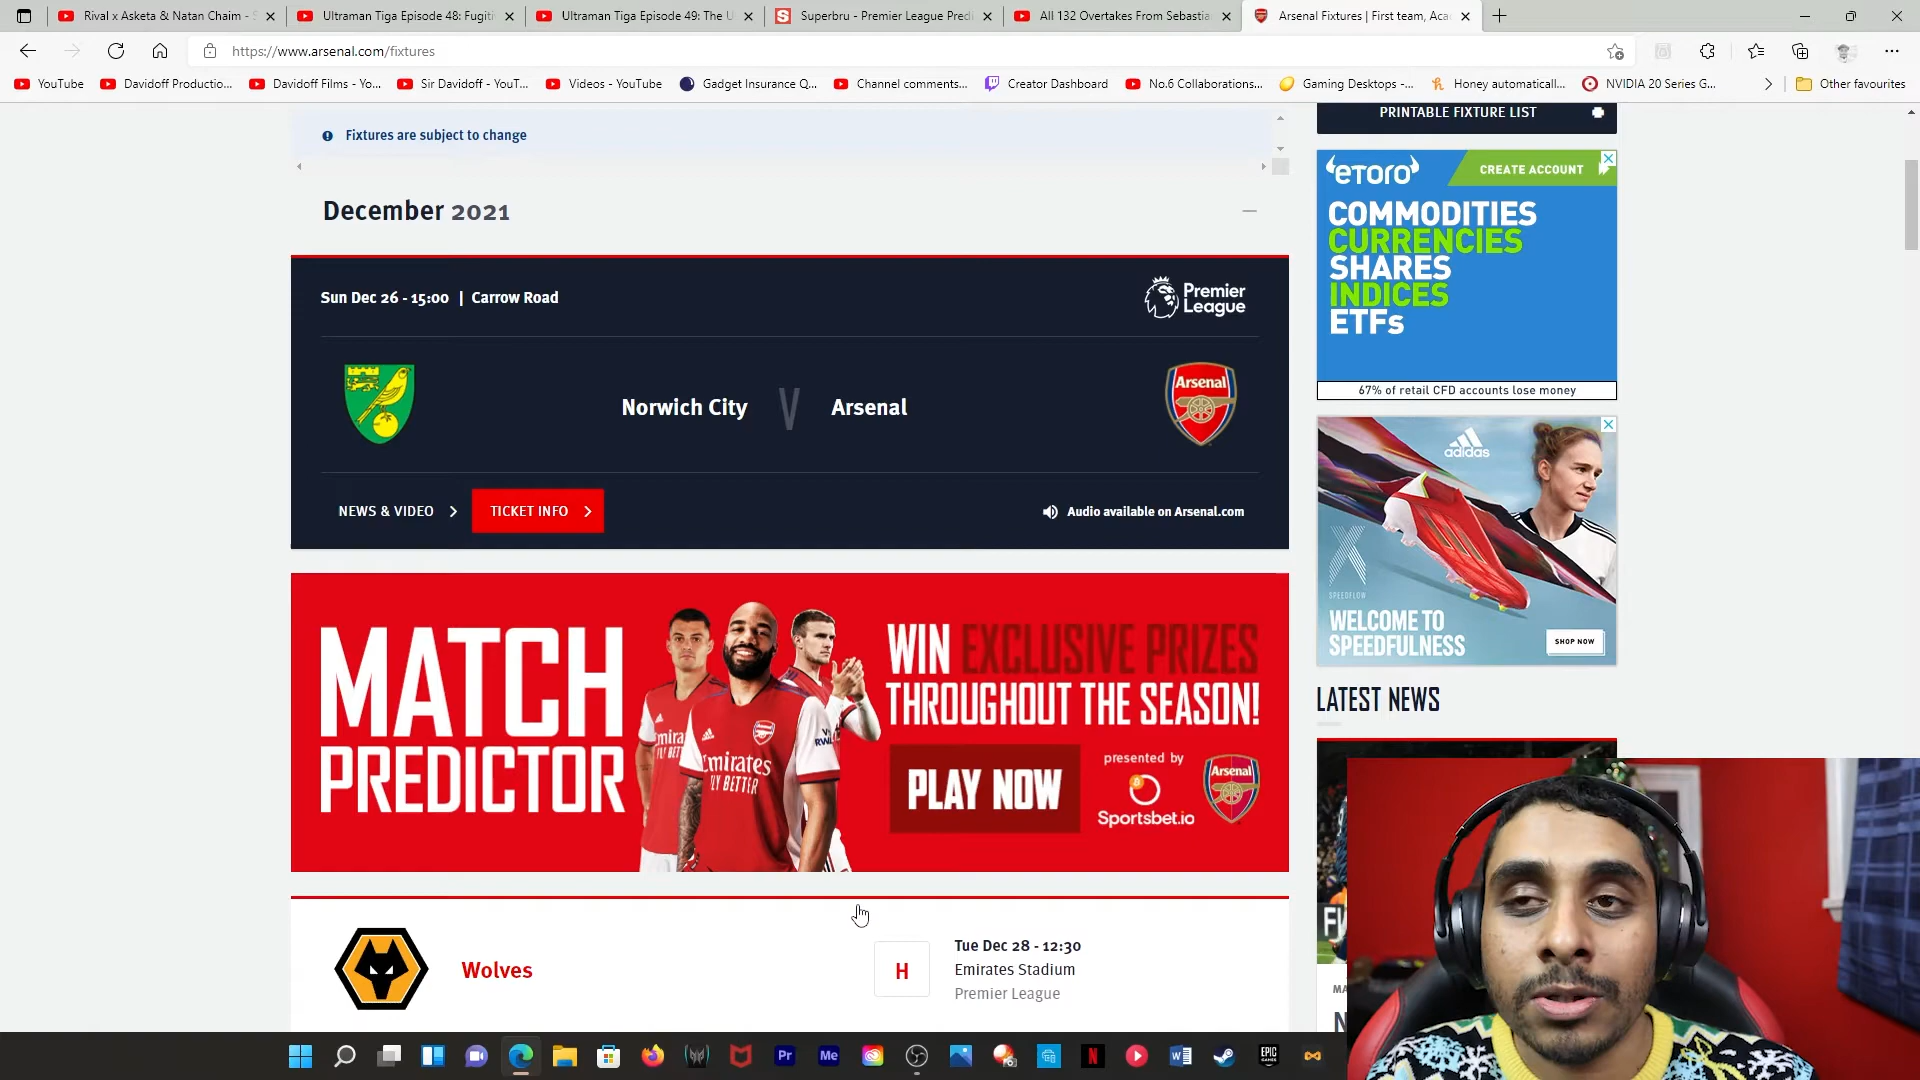 Rival x Asketa & Natan Chaim - S
Ultraman Tiga Episode 48: Fugiti
Ultraman Tiga Episode 49: The U
Superbru - Premier League Predi
All 132 Overtakes From Sebastia
Arsenal Fixtures | First team, Aca
https://www.arsenal.com/fixtures
YouTube
Davidoff Productio...
Davidoff Films - Yo...
Sir Davidoff - YouT...
Videos - YouTube
Gadget Insurance Q...
Channel comments...
Creator Dashboard
No.6 Collaborations...
Gaming Desktops -...
Honey automaticall...
NVIDIA 20 Series G...
Other favourites
Fixtures are subject to change
PRINTABLE FIXTURE LIST
December 2021
Sun Dec 26 - 15:00 | Carrow Road
Premier
League
Norwich City V Arsenal
Arsenal
NEWS & VIDEO
TICKET INFO
Audio available on Arsenal.com
MATCH
PREDICTOR
Emirates
FLY BETTER
WIN EXCLUSIVE PRIZES
THROUGHOUT THE SEASON!
PLAY NOW
presented by
Sportsbet.io
Arsenal
Wolves
H
Tue Dec 28 - 12:30
Emirates Stadium
Premier League
eTORO
CREATE ACCOUNT
COMMODITIES
CURRENCIES
SHARES
INDICES
ETFs
67% of retail CFD accounts lose money
adidas
X
SPEEDFLOW
WELCOME TO
SPEEDFULNESS
SHOP NOW
LATEST NEWS
MA
N
Pr
Me
N
W
EPIC
GAMES